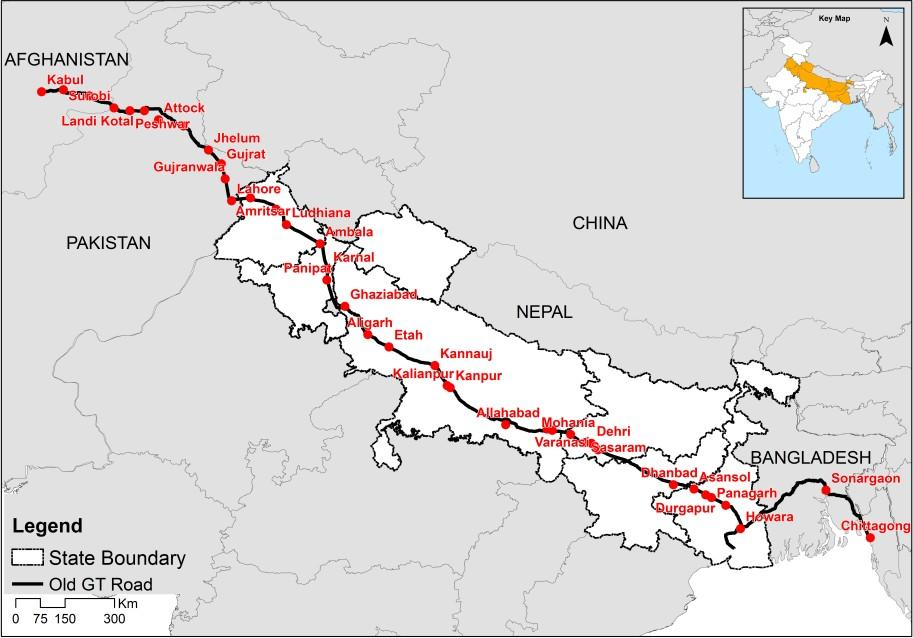 Key Map
N
AFGHANISTAN
Kabul
Surobi
Landi Kotal
Peshwar
Attock
Jhelum
Gujrat
Gujranwala
Lahore
Amritsar
Ludhiana
PAKISTAN
CHINA
Ambala
Karnal
Panipat
Ghaziabad
NEPAL
Aligarh
Etah
Kannauj
Kalianpur
Kanpur
Allahabad
Mohania
Dehri
Varanasi
Sasaram
BANGLADESH
Dhanbad
Asansol
Panagarh
Durgapur
Howara
Sonargaon
Chittagong
Legend
State Boundary
Old GT Road
Km
0 75 150 300